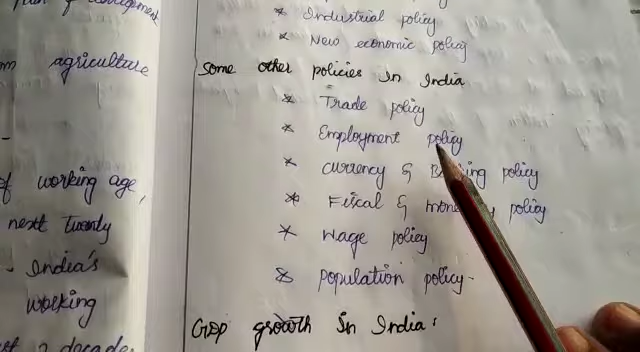 agriculture
of working age,
next twenty
India's
working
* Industrial policy
* New economic policy
Some other policies in India
* Trade policy
* Employment policy
* currency & policy
* Fiscal & policy
* Wage policy
* population policy.
GDP growth in India: